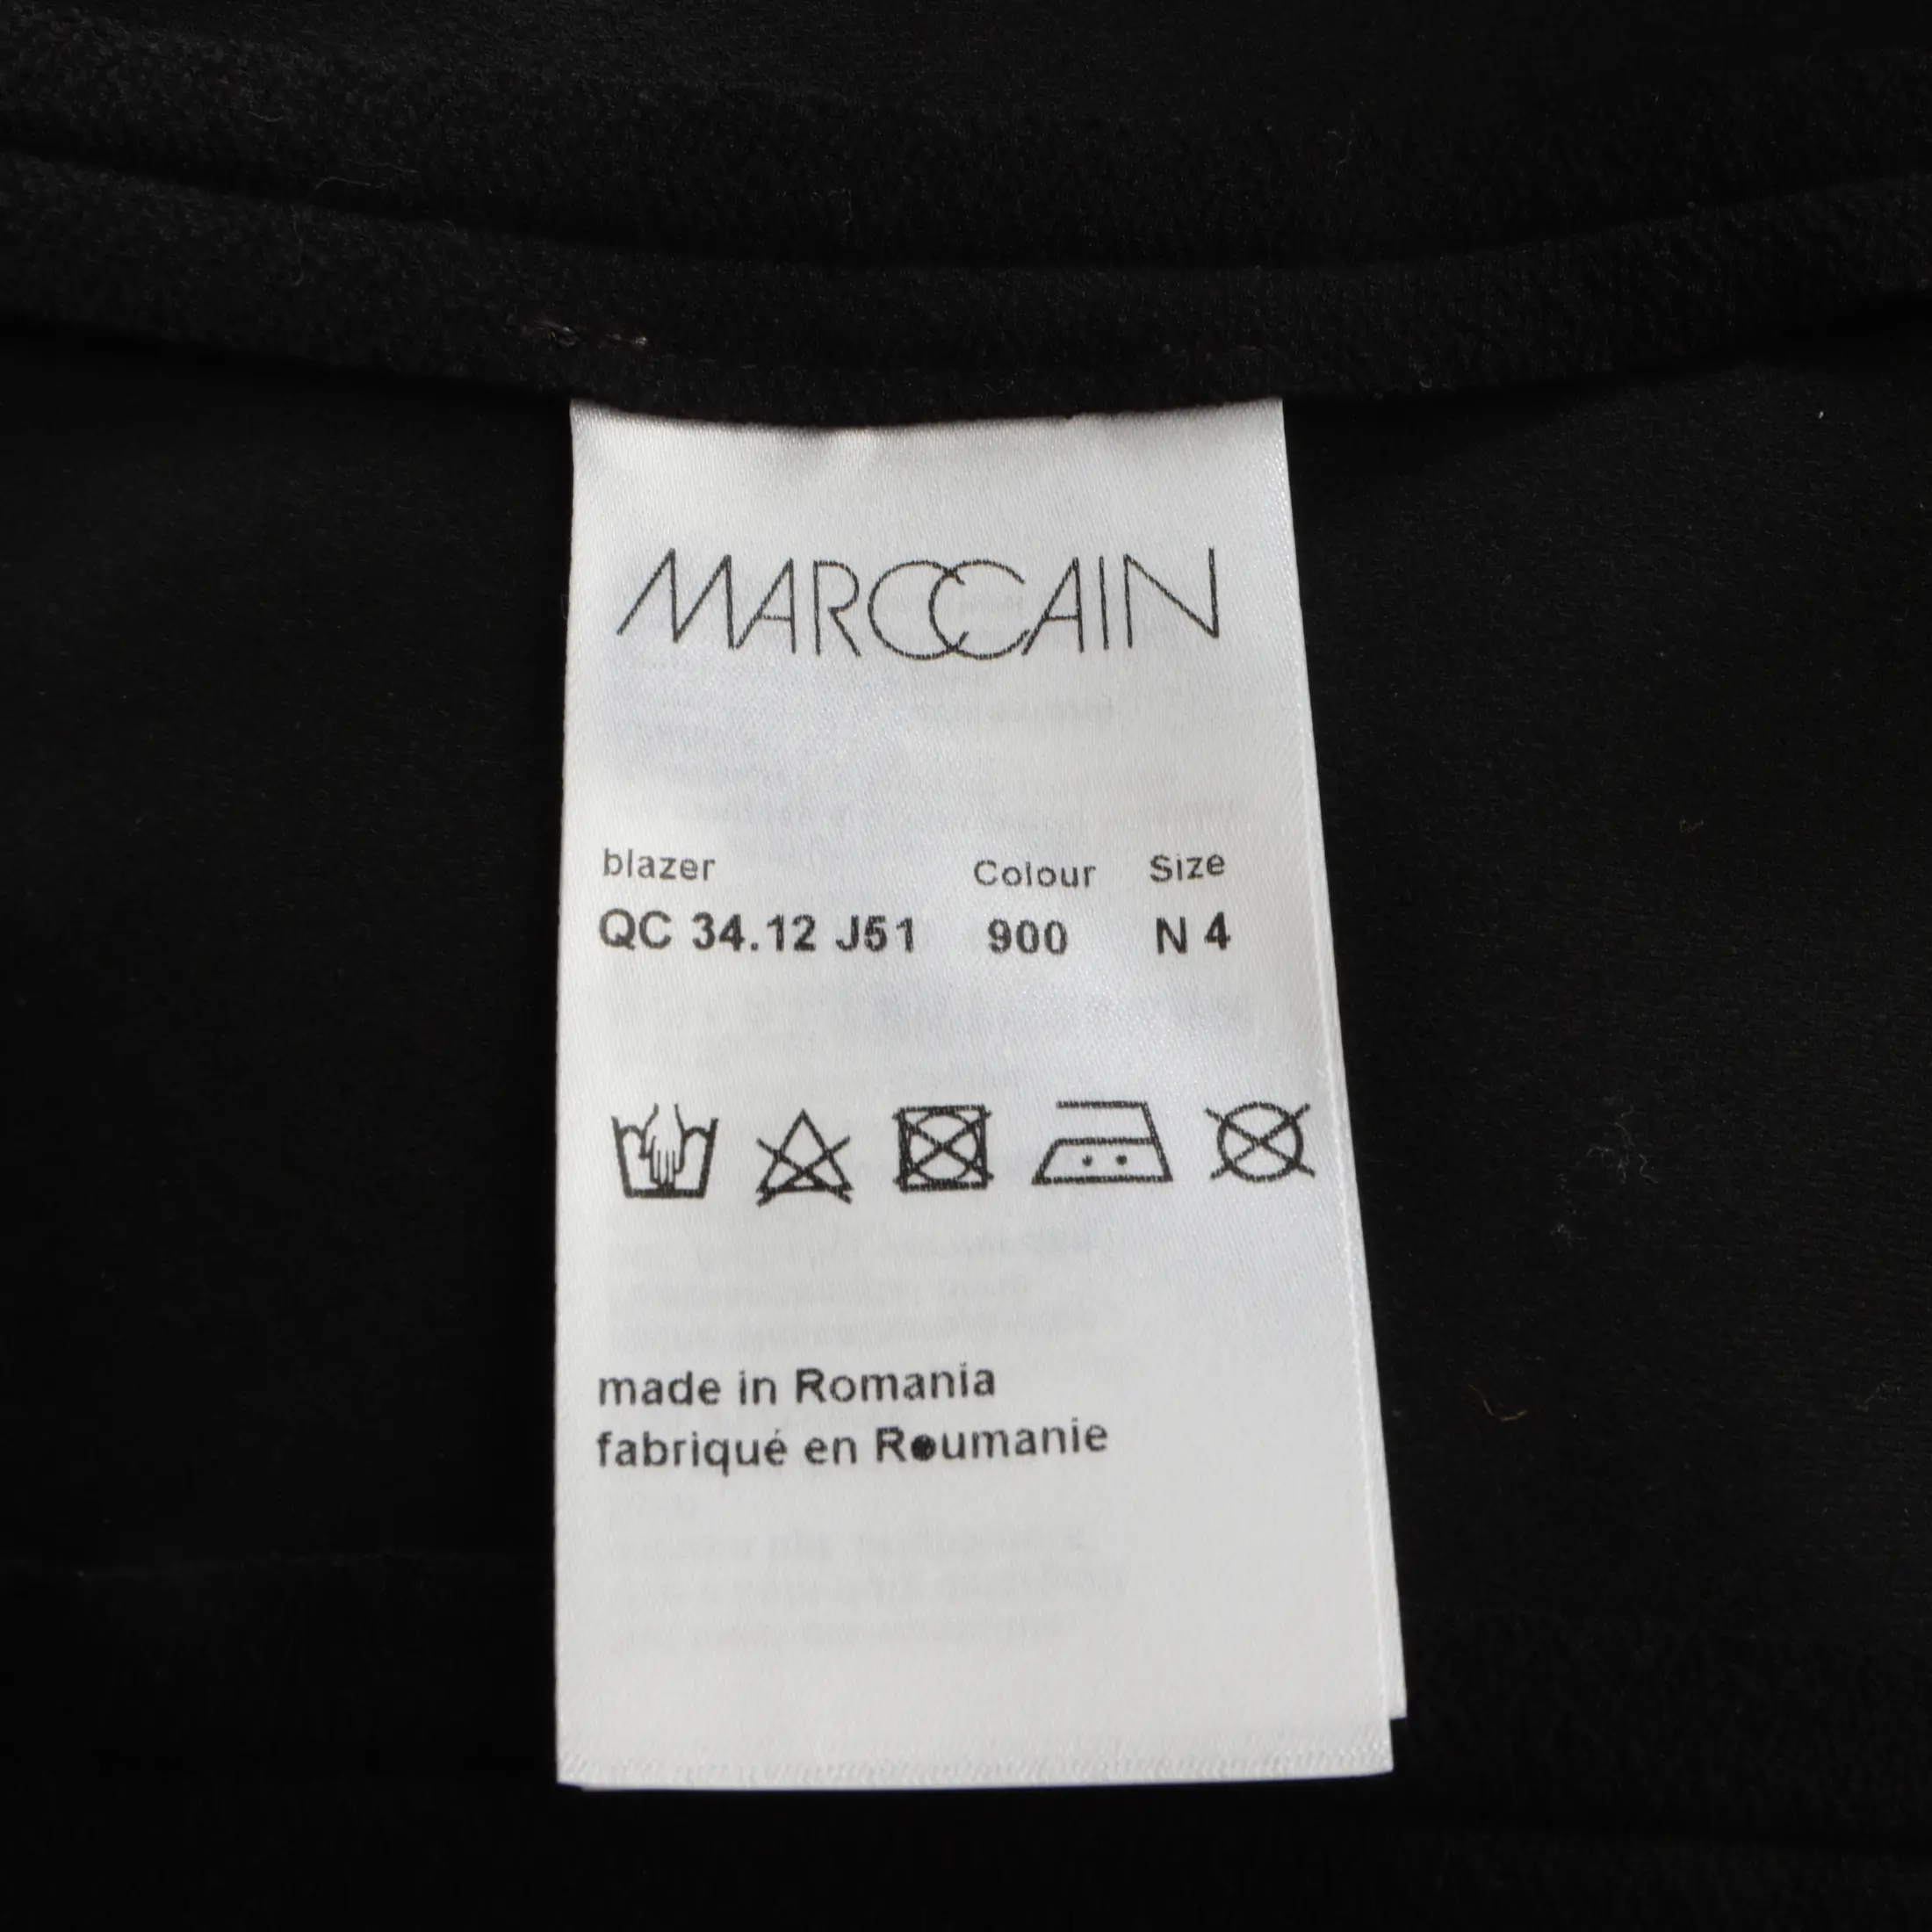 MARCCAIN
blazer Colour Size
QC 34.12 J51 900 N 4
made in Romania
fabriqué en Roumanie